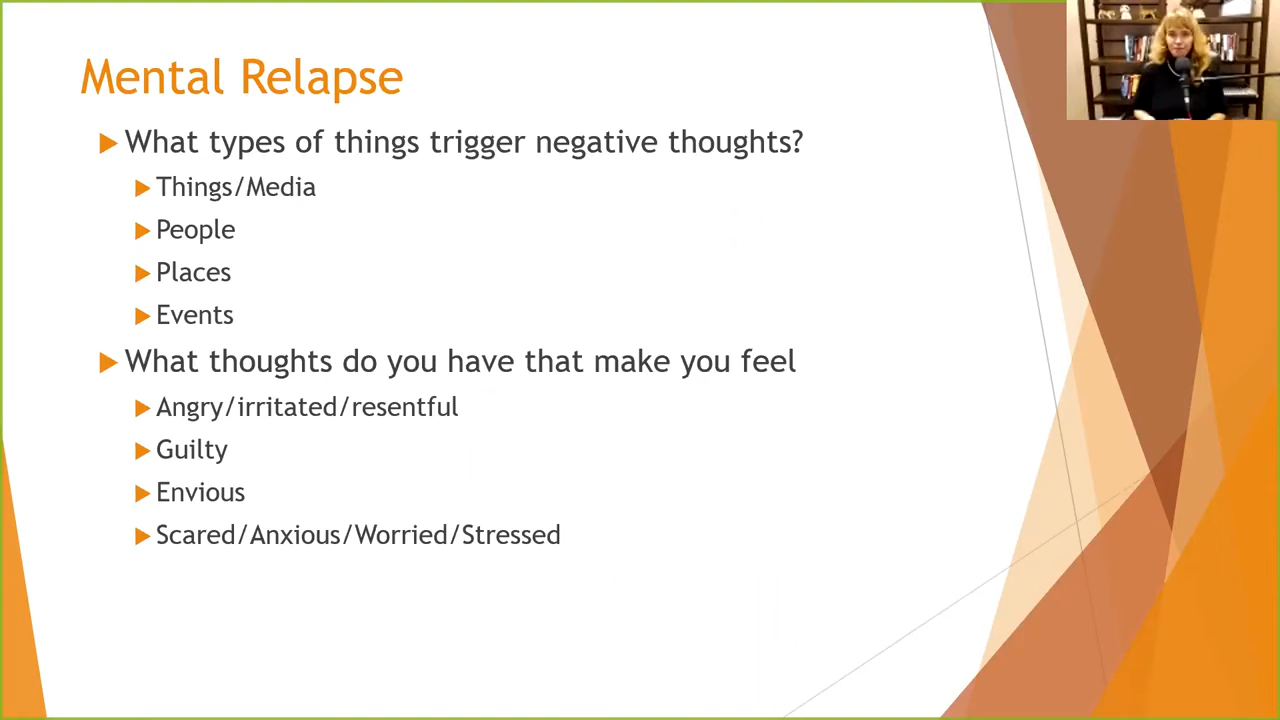 Mental Relapse
What types of things trigger negative thoughts?
Things/Media
People
Places
Events
What thoughts do you have that make you feel
Angry/irritated/resentful
Guilty
Envious
Scared/Anxious/Worried/Stressed